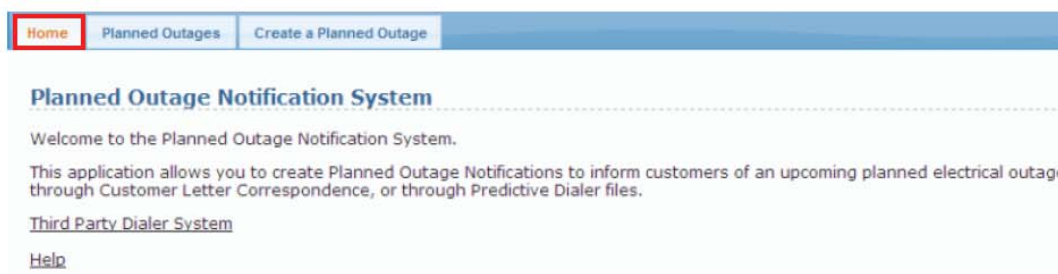 Home Planned Outages Create a Planned Outage
Planned Outage Notification System
Welcome to the Planned Outage Notification System.
This application allows you to create Planned Outage Notifications to inform customers of an upcoming planned electrical outag
through Customer Letter Correspondence, or through Predictive Dialer files.
Third Party Dialer System
Help